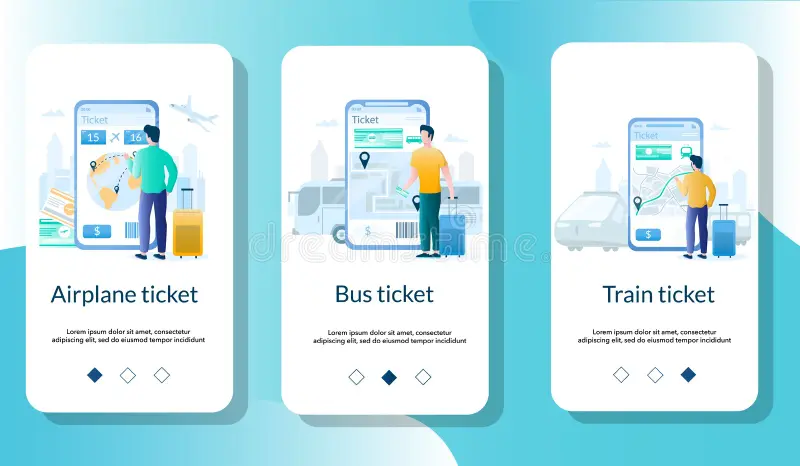 Ticket
15 16
$
Airplane ticket
Lorem ipsum dolor sit amet, consectetur
adipiscing elit, sed do eiusmod tempor incididunt
Ticket
$
Bus ticket
Lorem ipsum dolor sit amet, consectetur
adipiscing elit, sed do eiusmod tempor incididunt
Ticket
$
Train ticket
Lorem ipsum dolor sit amet, consectetur
adipiscing elit, sed do eiusmod tempor incididunt
dreamstime